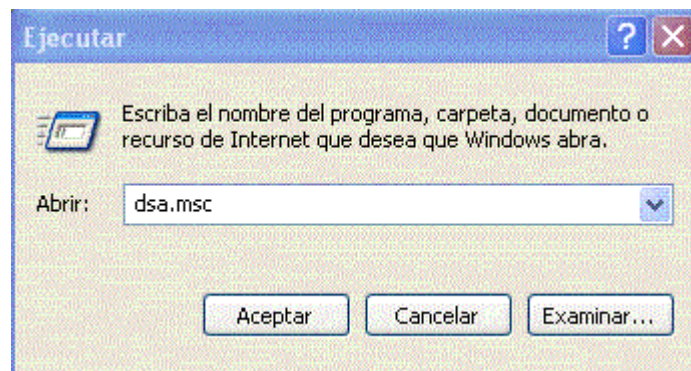 Ejecutar
Escriba el nombre del programa, carpeta, documento o
recurso de Internet que desea que Windows abra.
Abrir: dsa.msc
Aceptar Cancelar Examinar...